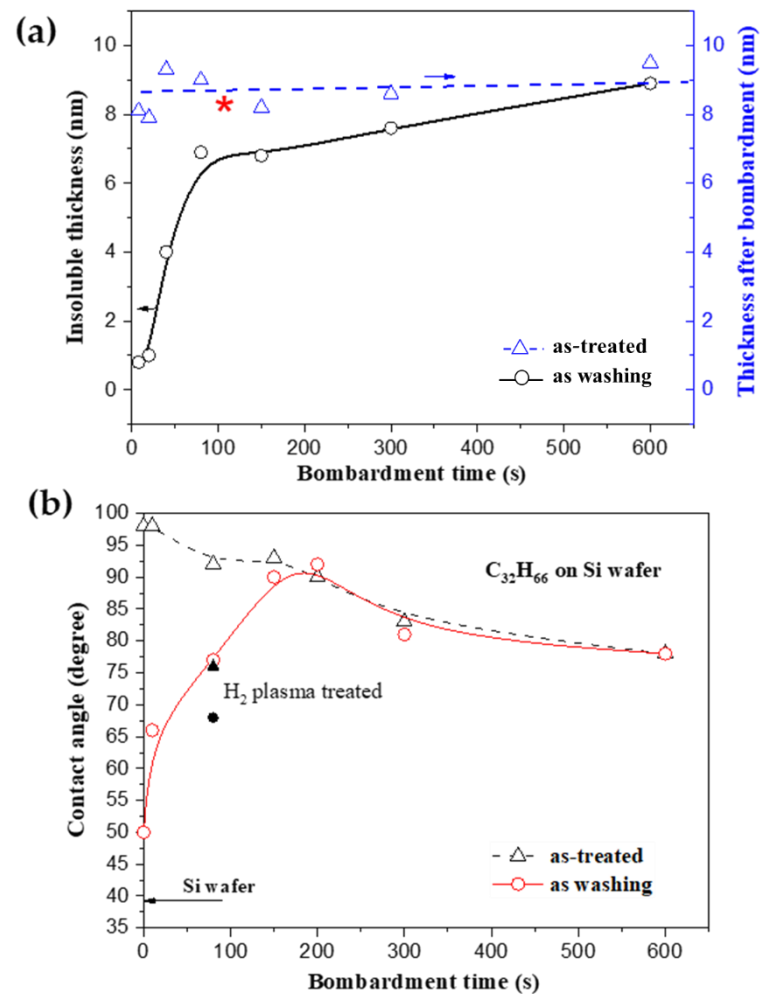 (a)
Insoluble thickness (nm)
10
8
6
4
2
0
*
10
8
6
4
2
0
Thickness after bombardment (nm)
as-treated
as washing
0 100 200 300 400 500 600
Bombardment time (s)
(b)
Contact angle (degree)
100
95
90
85
80
75
70
65
60
55
50
45
40
35
C32H66 on Si wafer
H2 plasma treated
as-treated
as washing
Si wafer
0 100 200 300 400 500 600
Bombardment time (s)